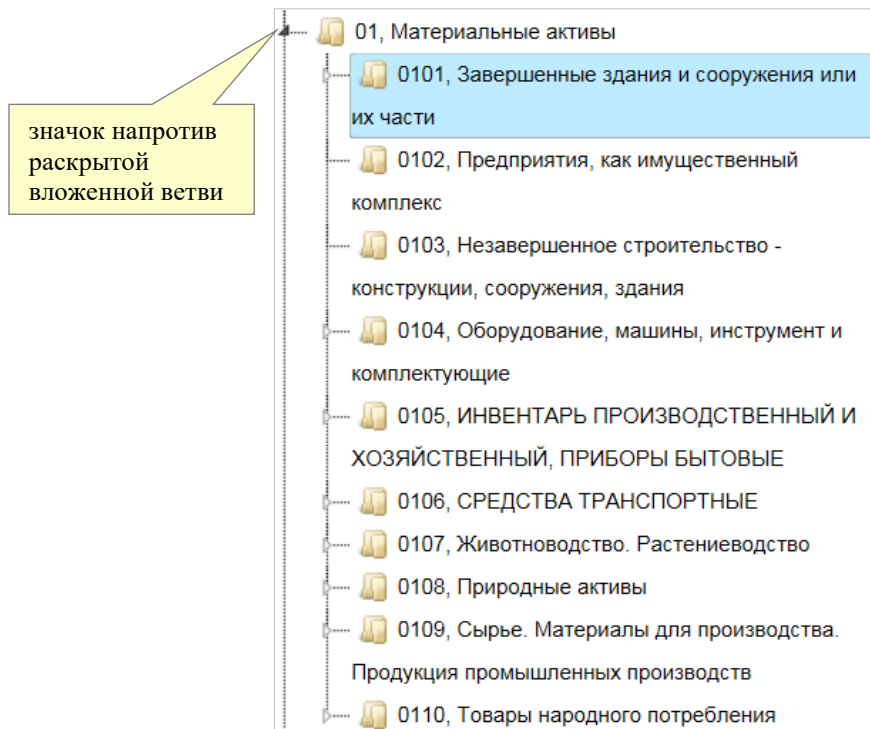 01, Материальные активы
0101, Завершенные здания и сооружения или
их части
значок напротив
раскрытой
вложенной ветви
0102, Предприятия, как имущественный
комплекс
0103, Незавершенное строительство -
конструкции, сооружения, здания
0104, Оборудование, машины, инструмент и
комплектующие
0105, ИНВЕНТАРЬ ПРОИЗВОДСТВЕННЫЙ И
ХОЗЯЙСТВЕННЫЙ, ПРИБОРЫ БЫТОВЫЕ
0106, СРЕДСТВА ТРАНСПОРТНЫЕ
0107, Животноводство. Растениеводство
0108, Природные активы
0109, Сырье. Материалы для производства.
Продукция промышленных производств
0110, Товары народного потребления